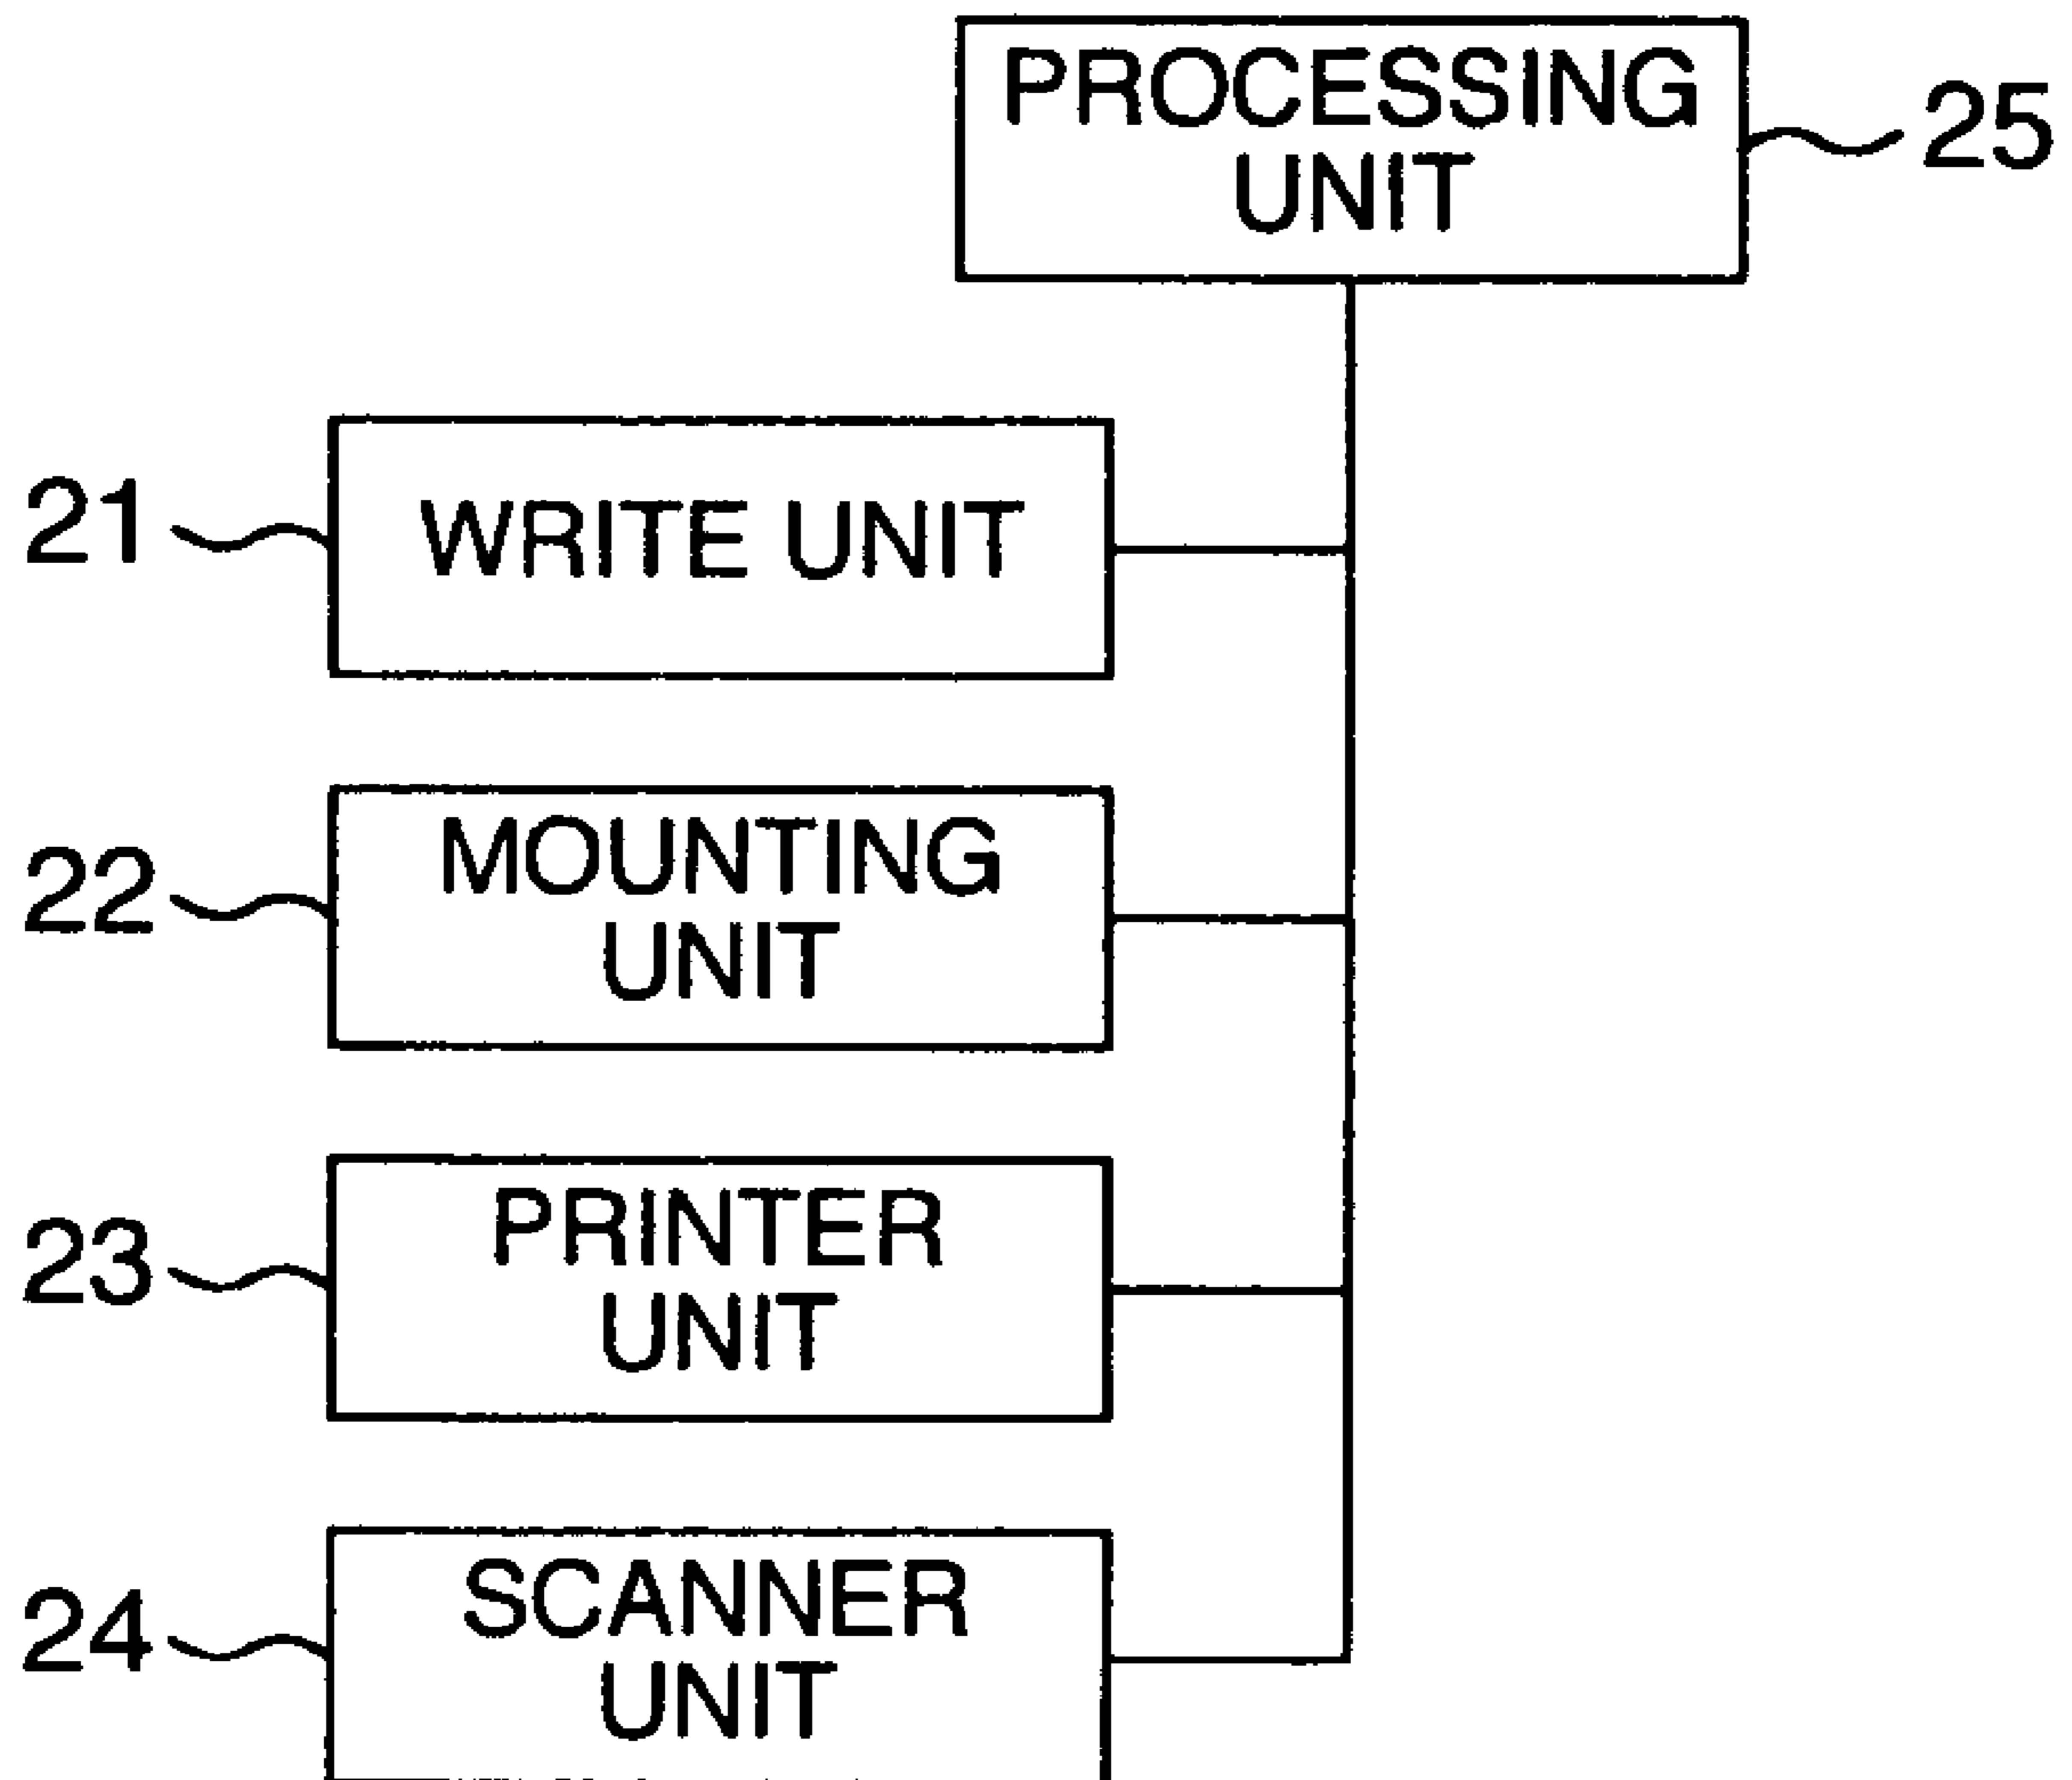 PROCESSING
UNIT
25
21
WRITE UNIT
22
MOUNTING
UNIT
23
PRINTER
UNIT
24
SCANNER
UNIT